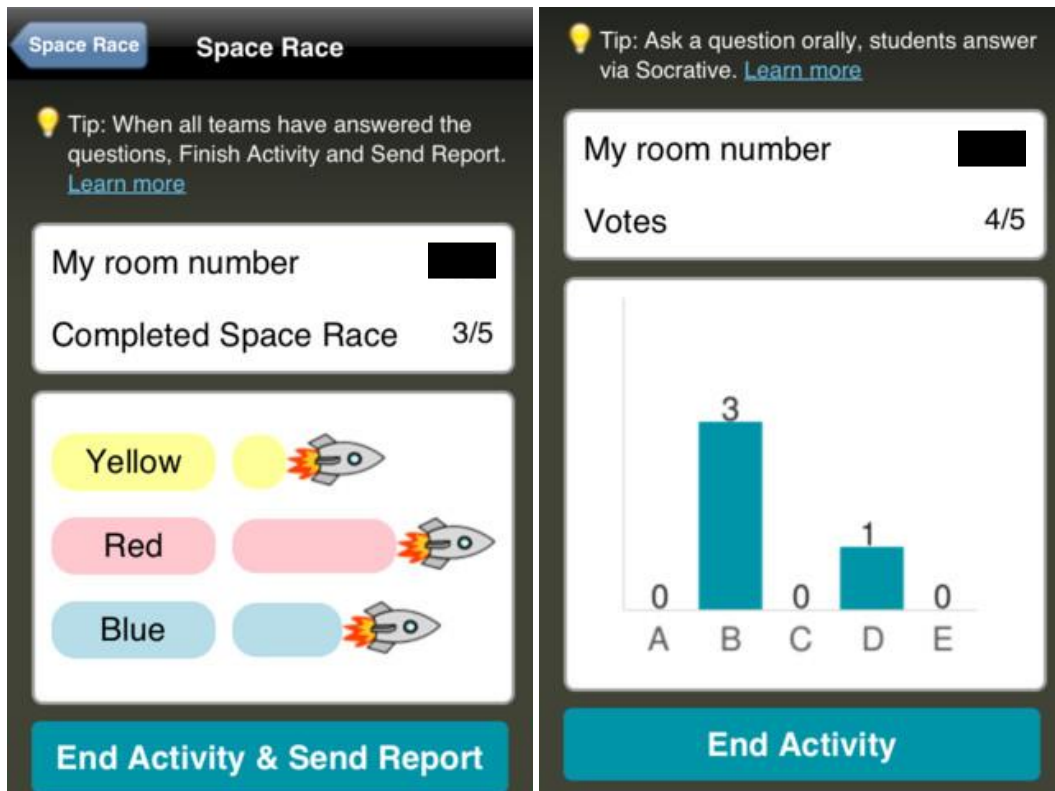 Space Race
Space Race
Tip: When all teams have answered the
questions, Finish Activity and Send Report.
Learn more
My room number
Completed Space Race 3/5
Yellow
Red
Blue
End Activity & Send Report
Tip: Ask a question orally, students answer
via Socrative. Learn more
My room number
Votes 4/5
3
1
0 0 0
A B C D E
End Activity